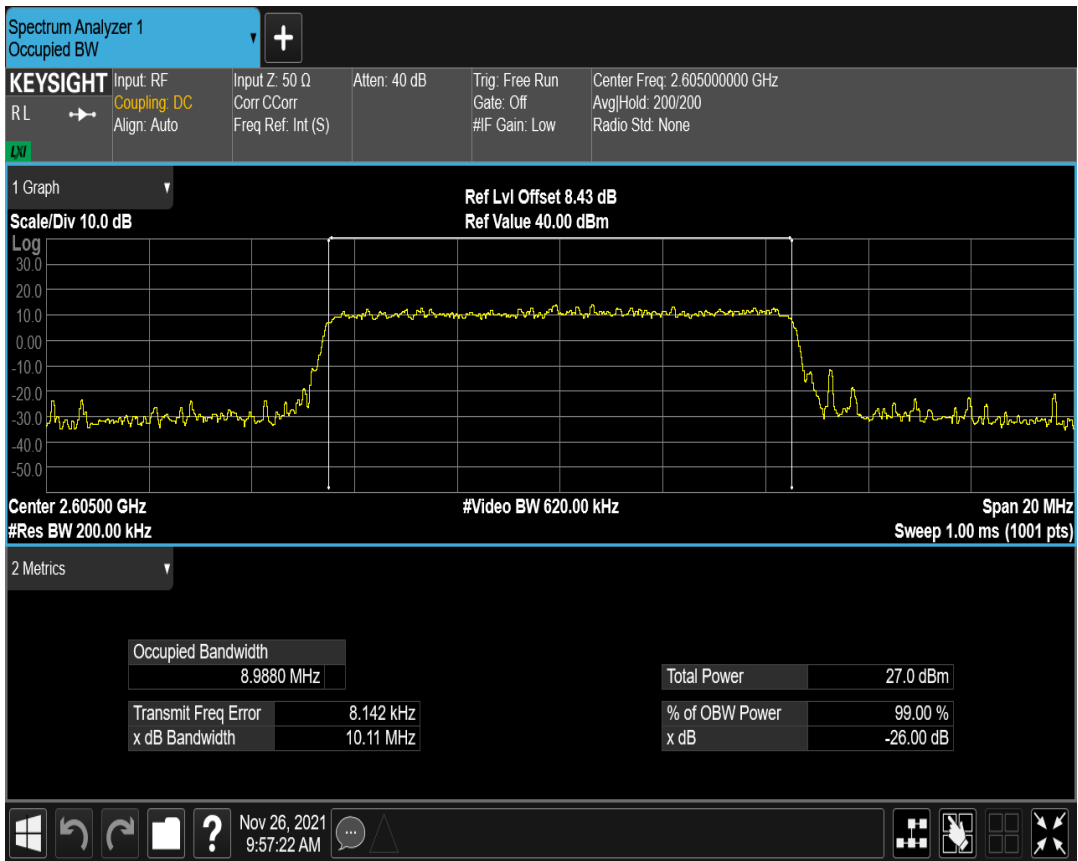 Spectrum Analyzer 1
Occupied BW
KEYSIGHT
R L
LXI
Input: RF
Coupling: DC
Align: Auto
Input Z: 50 Ω
Corr CCorr
Freq Ref: Int (S)
Atten: 40 dB
Trig: Free Run
Gate: Off
#IF Gain: Low
Center Freq: 2.605000000 GHz
Avg|Hold: 200/200
Radio Std: None
1 Graph
Scale/Div 10.0 dB
Ref Lvl Offset 8.43 dB
Ref Value 40.00 dBm
Log
30.0
20.0
10.0
0.00
-10.0
-20.0
-30.0
-40.0
-50.0
Center 2.60500 GHz
#Video BW 620.00 kHz
Span 20 MHz
#Res BW 200.00 kHz
Sweep 1.00 ms (1001 pts)
2 Metrics
Occupied Bandwidth
8.9880 MHz
Total Power 27.0 dBm
Transmit Freq Error 8.142 kHz
% of OBW Power 99.00 %
x dB Bandwidth 10.11 MHz
x dB -26.00 dB
?
Nov 26, 2021
9:57:22 AM